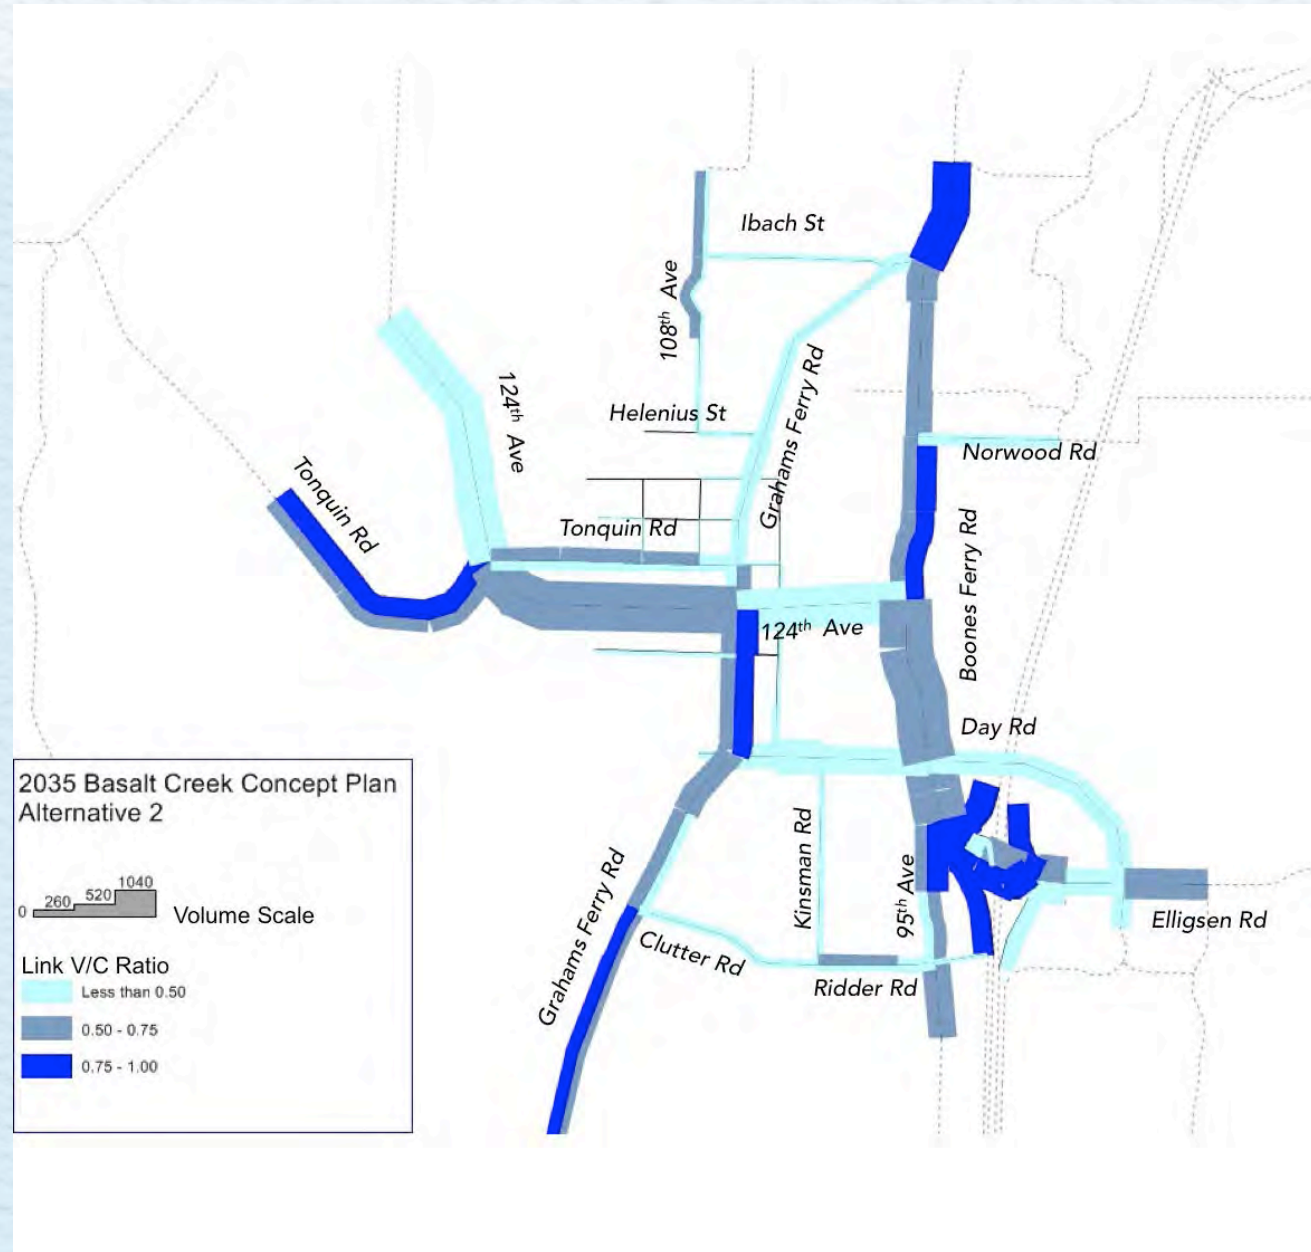 Ibach St
108th Ave
Grahams Ferry Rd
124th Ave
Helenius St
Norwood Rd
Tonquin Rd
Tonquin Rd
Boones Ferry Rd
124th Ave
Day Rd
2035 Basalt Creek Concept Plan
Alternative 2
0 260 520 1040
Volume Scale
Link V/C Ratio
Less than 0.50
0.50 - 0.75
0.75 - 1.00
Kinsman Rd
95th Ave
Grahams Ferry Rd
Elligsen Rd
Clutter Rd
Ridder Rd